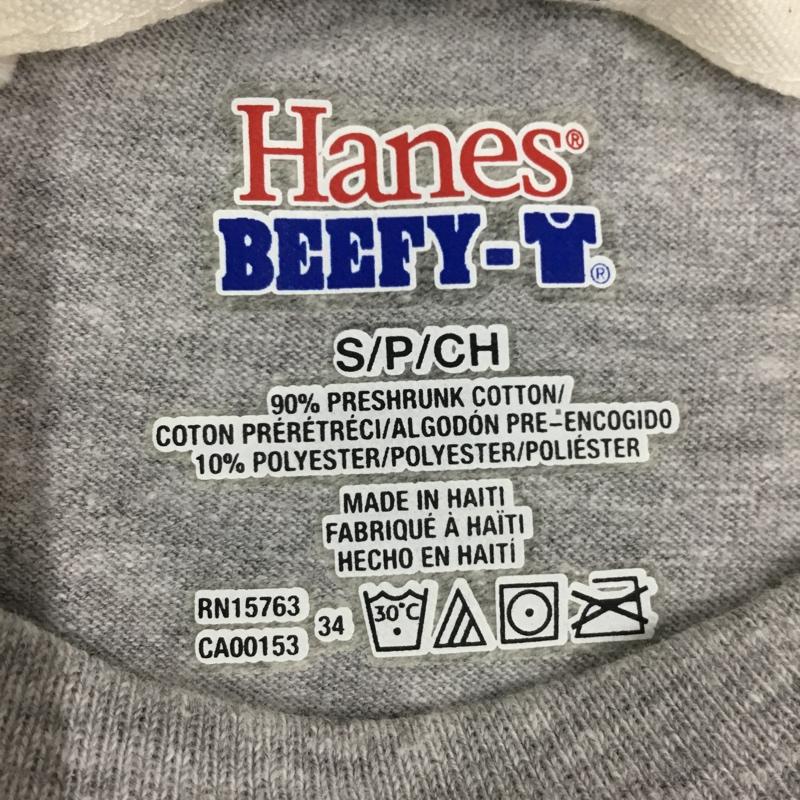 Hanes®
BEEFY-T®
S/P/CH
90% PRESHRUNK COTTON/
COTON PRÉRÉTRÉCI/ALGODÓN PRE-ENCOGIDO
10% POLYESTER/POLYESTER/POLIÉSTER
MADE IN HAITI
FABRIQUÉ À HAÏTI
HECHO EN HAITÍ
RN15763
CA00153
34
30°C